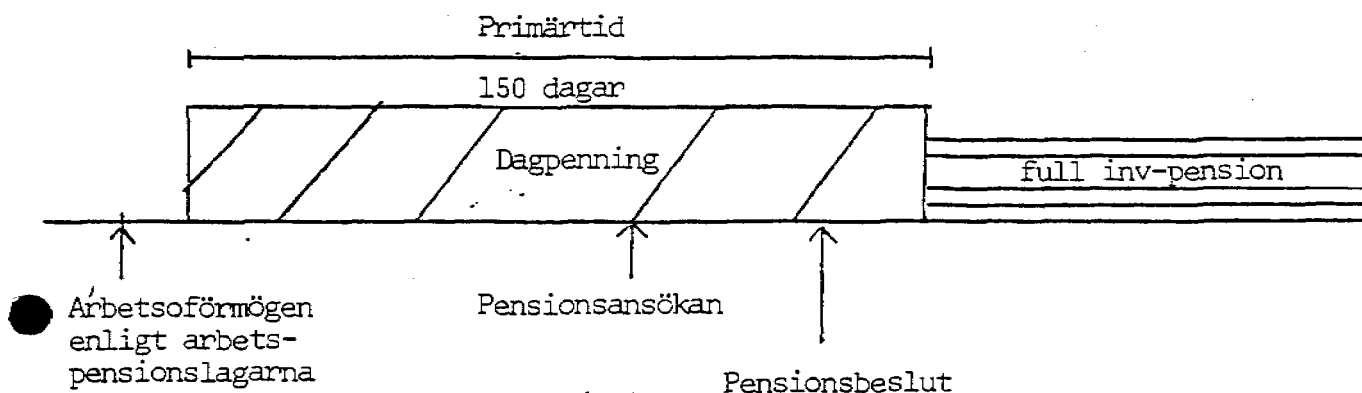 Primärtid
150 dagar
Dagpenning
full inv-pension
Arbetsoförmögen
enligt arbets-
pensionslagarna
Pensionsansökan
Pensionsbeslut